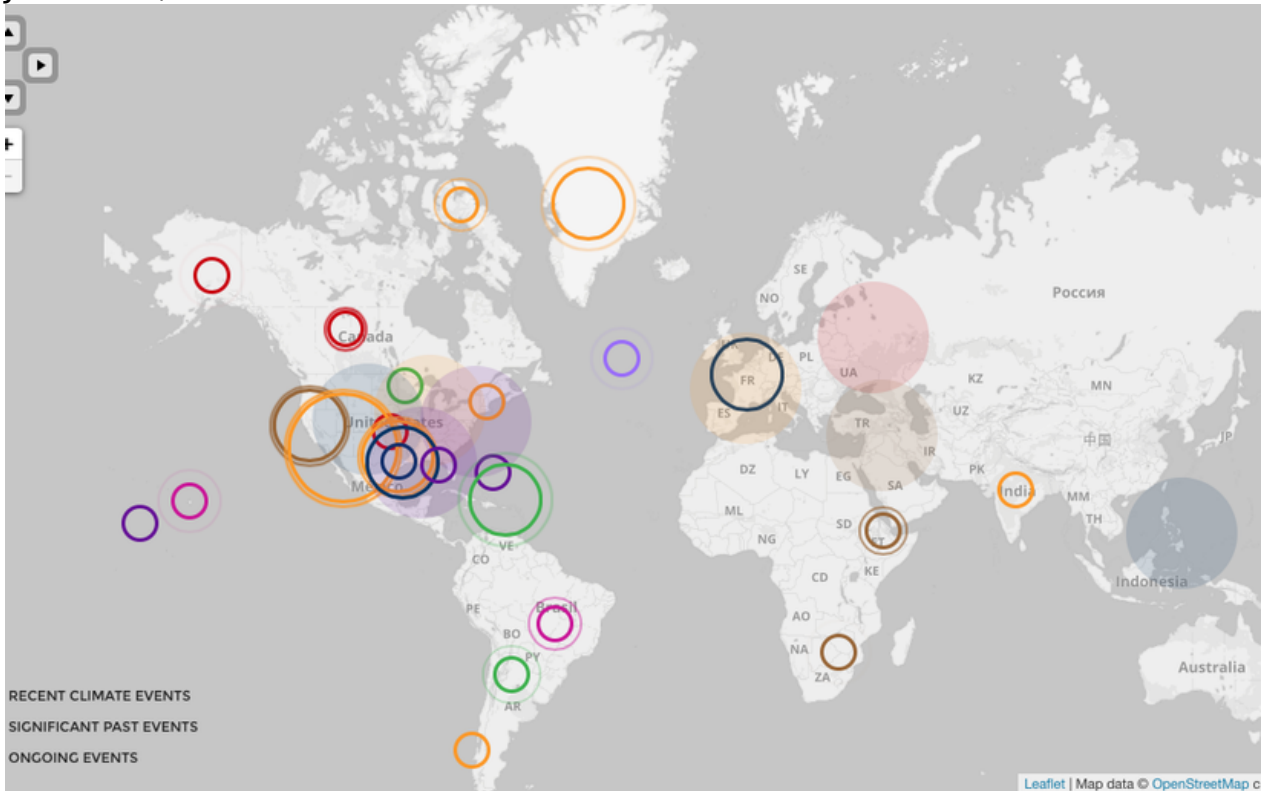 SE
NO
Россия
Canada
UK
DE
PL
UA
FR
KZ
MN
IT
ES
UZ
United States
TR
中国
JP
IR
PK
DZ
LY
EG
SA
India
Mexico
MM
ML
SD
TH
NG
ET
VE
CO
KE
CD
Indonesia
PE
Brasil
AO
BO
NA
PY
Australia
ZA
RECENT CLIMATE EVENTS
AR
SIGNIFICANT PAST EVENTS
ONGOING EVENTS
Leaflet | Map data © OpenStreetMap c